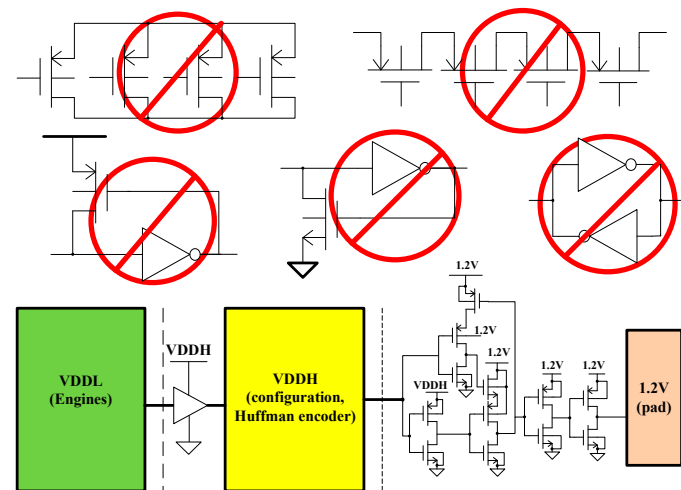 1.2V
1.2V
1.2V
1.2V
1.2V
VDDH
VDDH
VDDL
(Engines)
VDDH
(configuration,
Huffman encoder)
1.2V
(pad)